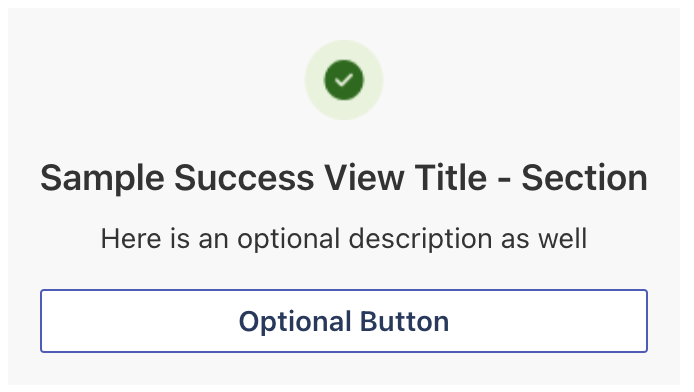 Sample Success View Title - Section
Here is an optional description as well
Optional Button